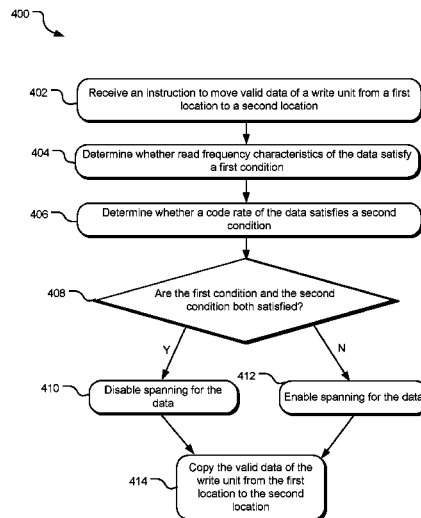 400
402
Receive an instruction to move valid data of a write unit from a first
location to a second location
404
Determine whether read frequency characteristics of the data satisfy
a first condition
406
Determine whether a code rate of the data satisfies a second
condition
408
Are the first condition and the second
condition both satisfied?
Y
N
410
Disable spanning for the
data
412
Enable spanning for the data
414
Copy the valid data of the
write unit from the first
location to the second
location